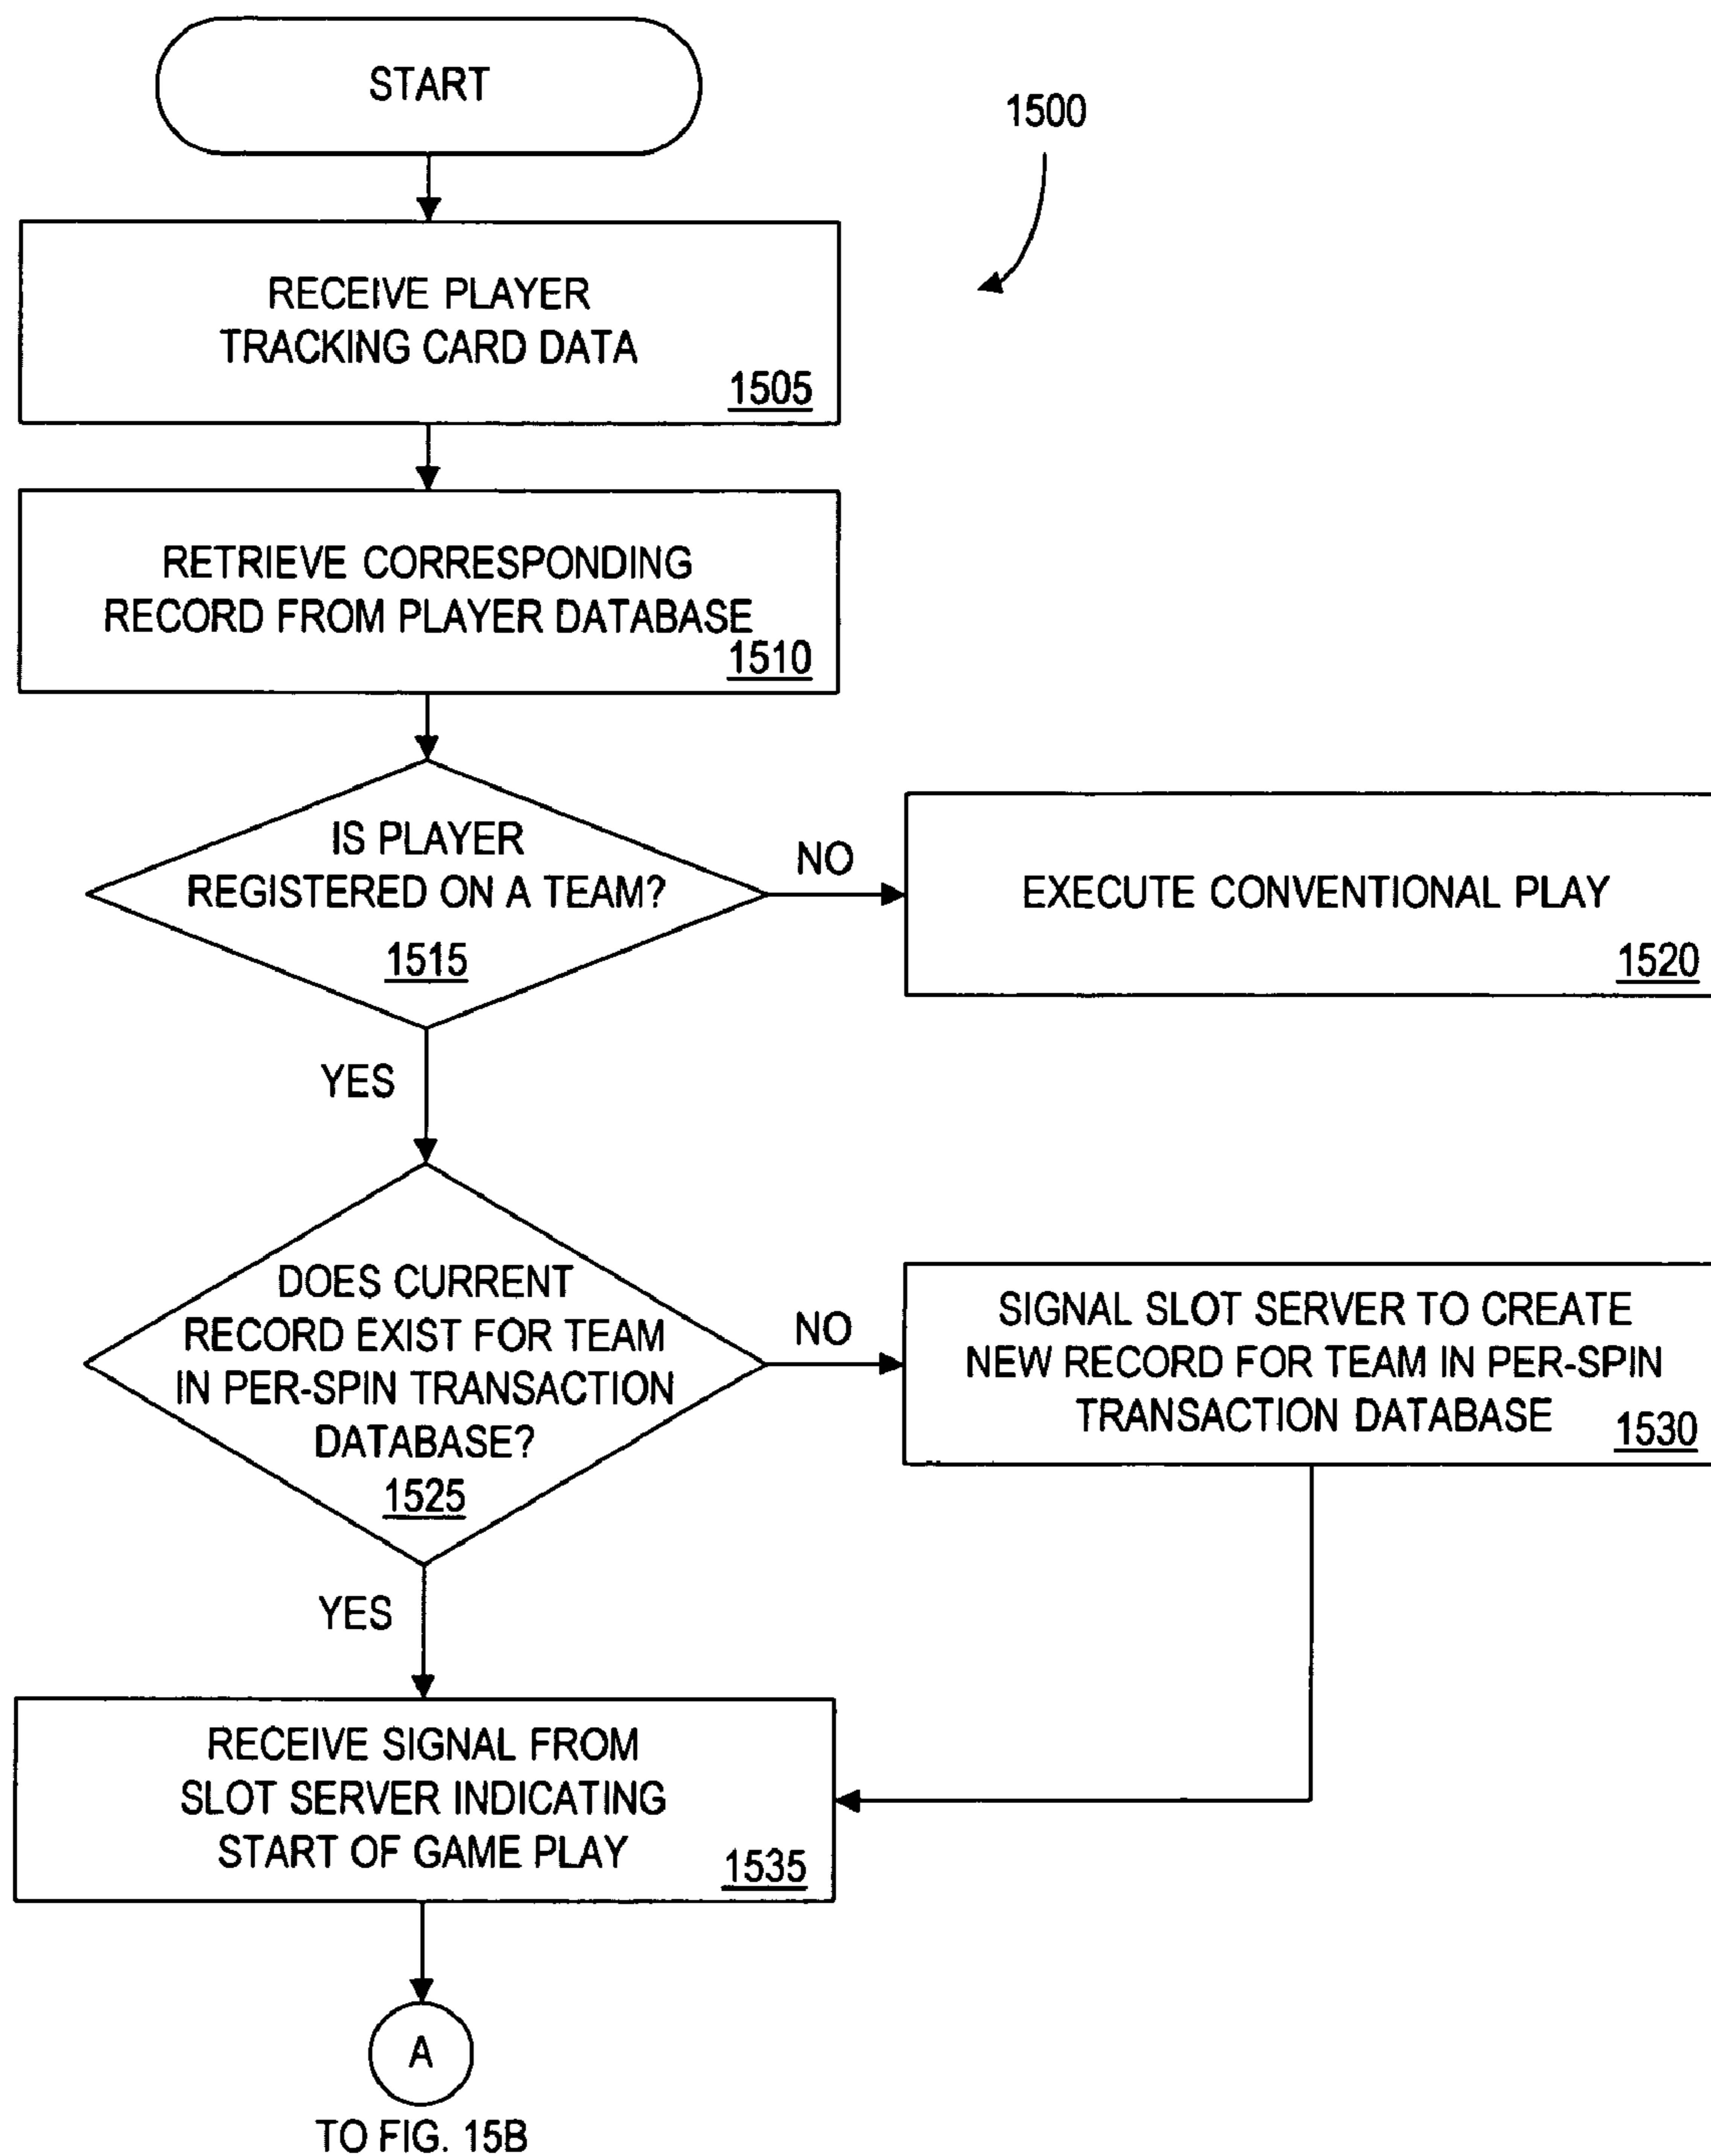 START
1500
RECEIVE PLAYER
TRACKING CARD DATA
1505
RETRIEVE CORRESPONDING
RECORD FROM PLAYER DATABASE
1510
IS PLAYER
REGISTERED ON A TEAM?
1515
NO
EXECUTE CONVENTIONAL PLAY
1520
YES
DOES CURRENT
RECORD EXIST FOR TEAM
IN PER-SPIN TRANSACTION
DATABASE?
1525
NO
SIGNAL SLOT SERVER TO CREATE
NEW RECORD FOR TEAM IN PER-SPIN
TRANSACTION DATABASE
1530
YES
RECEIVE SIGNAL FROM
SLOT SERVER INDICATING
START OF GAME PLAY
1535
A
TO FIG. 15B